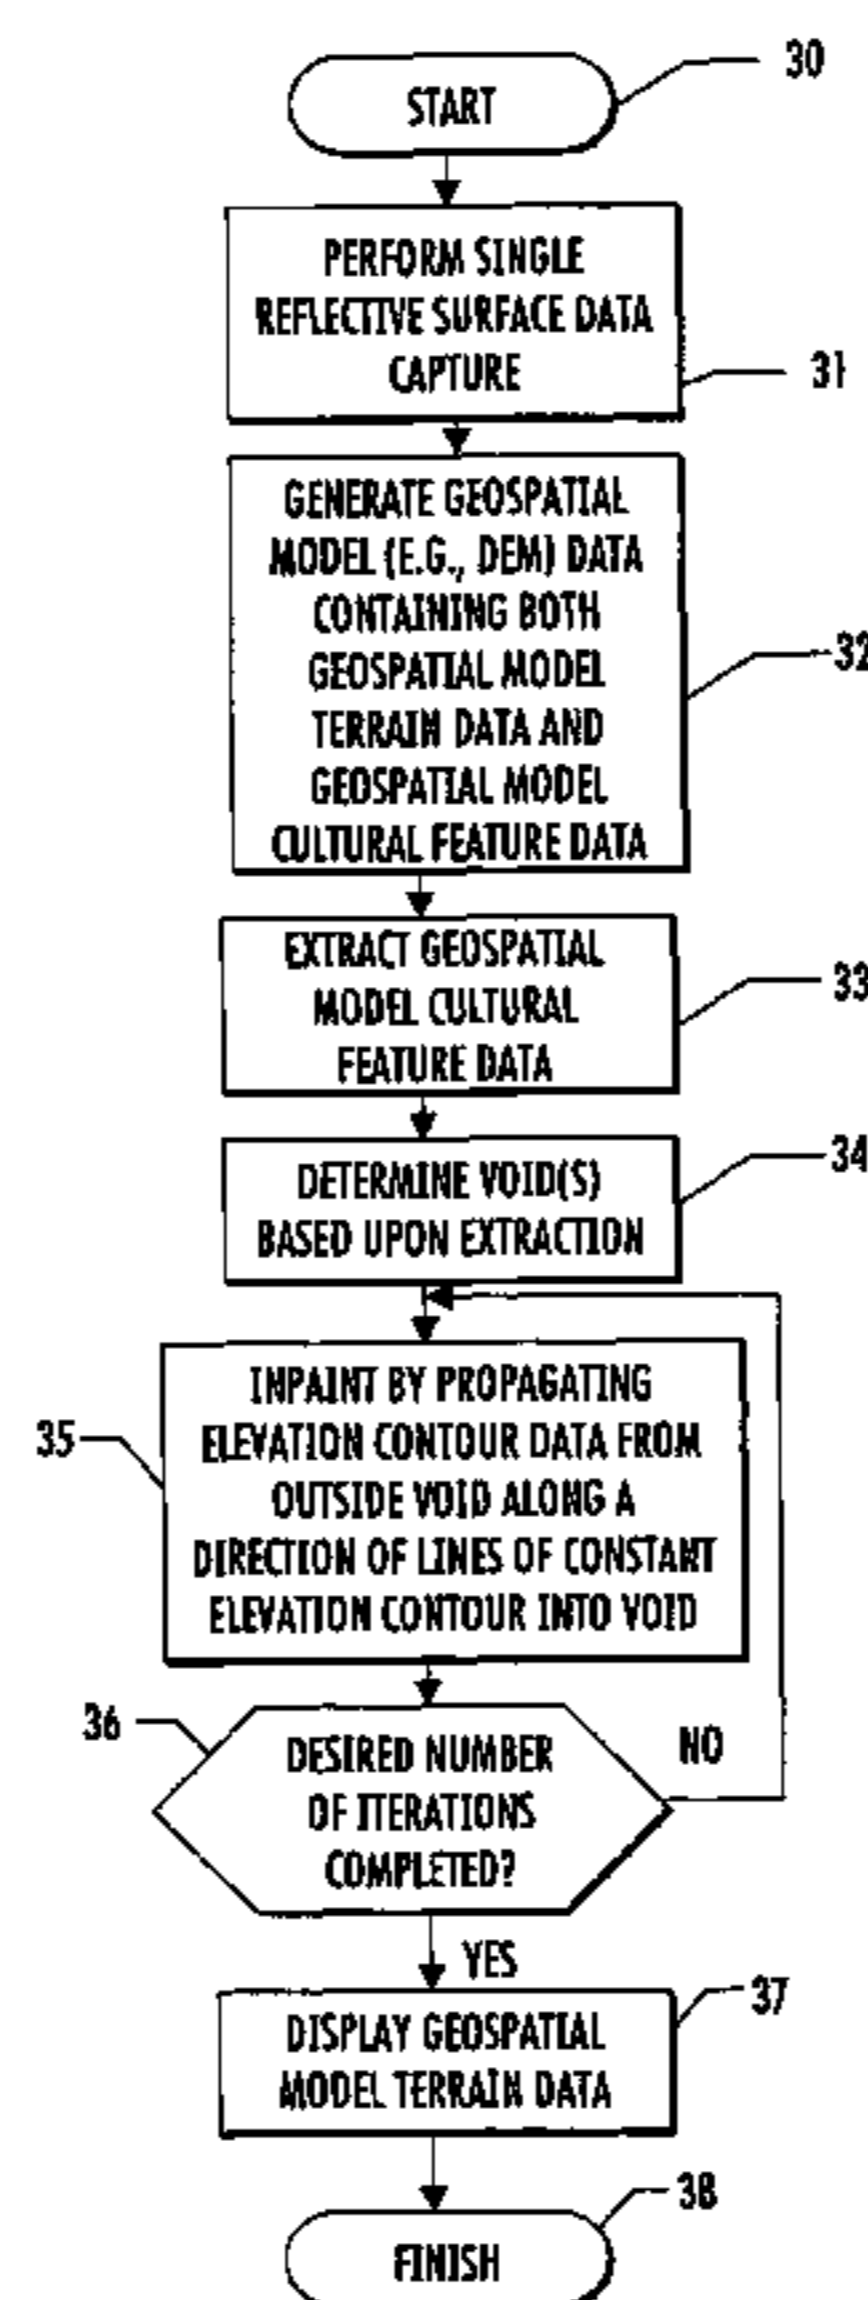 30
START
PERFORM SINGLE
REFLECTIVE SURFACE DATA
CAPTURE
31
GENERATE GEOSPATIAL
MODEL (E.G., DEM) DATA
CONTAINING BOTH
GEOSPATIAL MODEL
TERRAIN DATA AND
GEOSPATIAL MODEL
CULTURAL FEATURE DATA
32
EXTRACT GEOSPATIAL
MODEL CULTURAL
FEATURE DATA
33
DETERMINE VOID(S)
BASED UPON EXTRACTION
34
INPAINT BY PROPAGATING
ELEVATION CONTOUR DATA FROM
OUTSIDE VOID ALONG A
DIRECTION OF LINES OF CONSTANT
ELEVATION CONTOUR INTO VOID
35
36
DESIRED NUMBER
OF ITERATIONS
COMPLETED?
NO
YES
DISPLAY GEOSPATIAL
MODEL TERRAIN DATA
37
38
FINISH